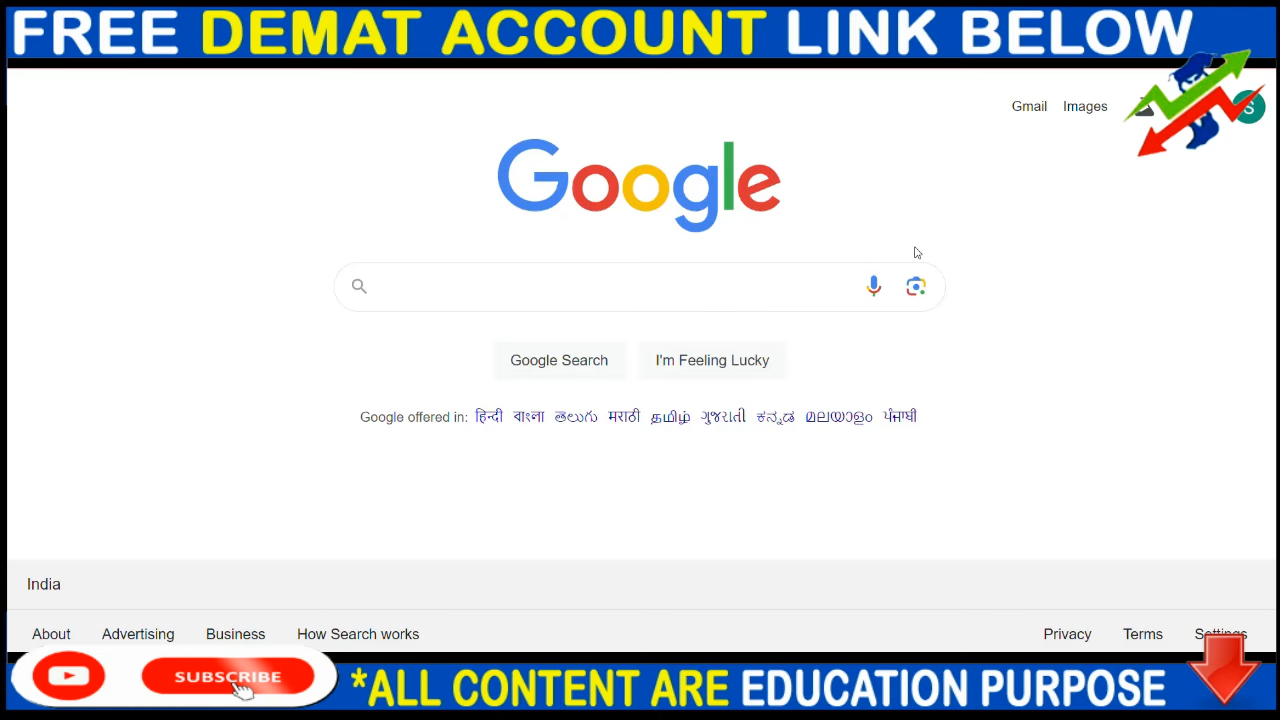 FREE DEMAT ACCOUNT LINK BELOW
Gmail Images
S
Google
Google Search I'm Feeling Lucky
Google offered in: हिन्दी বাংলা తెలుగు मराठी தமிழ் ગુજરાતી ಕನ್ನಡ മലയാളം ਪੰਜਾਬੀ
India
About Advertising Business How Search works Privacy Terms Settings
SUBSCRIBE
*ALL CONTENT ARE EDUCATION PURPOSE